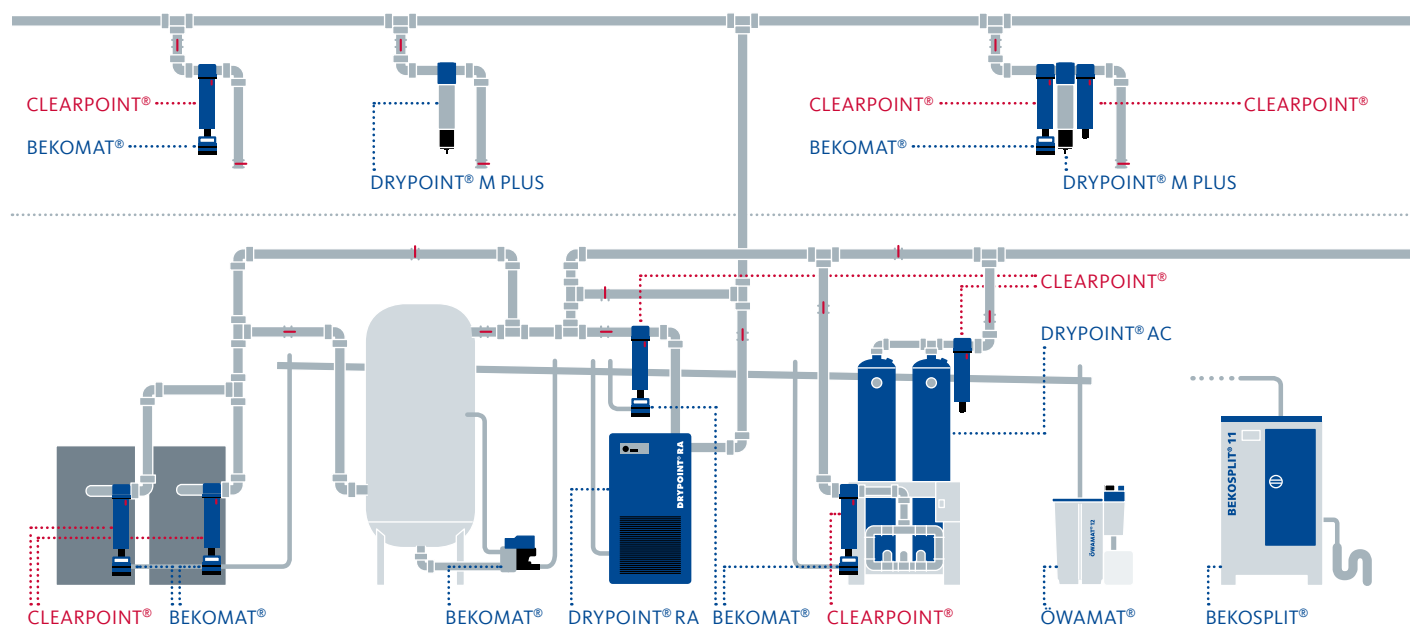 CLEARPOINT®
CLEARPOINT®
CLEARPOINT®
BEKOMAT®
BEKOMAT®
DRYPOINT® M PLUS
DRYPOINT® M PLUS
CLEARPOINT®
DRYPOINT® AC
DRYPOINT® RA
BEKOSPLIT® 11
ÖWAMAT® 12
CLEARPOINT®
BEKOMAT®
BEKOMAT®
DRYPOINT® RA
BEKOMAT®
CLEARPOINT®
ÖWAMAT®
BEKOSPLIT®